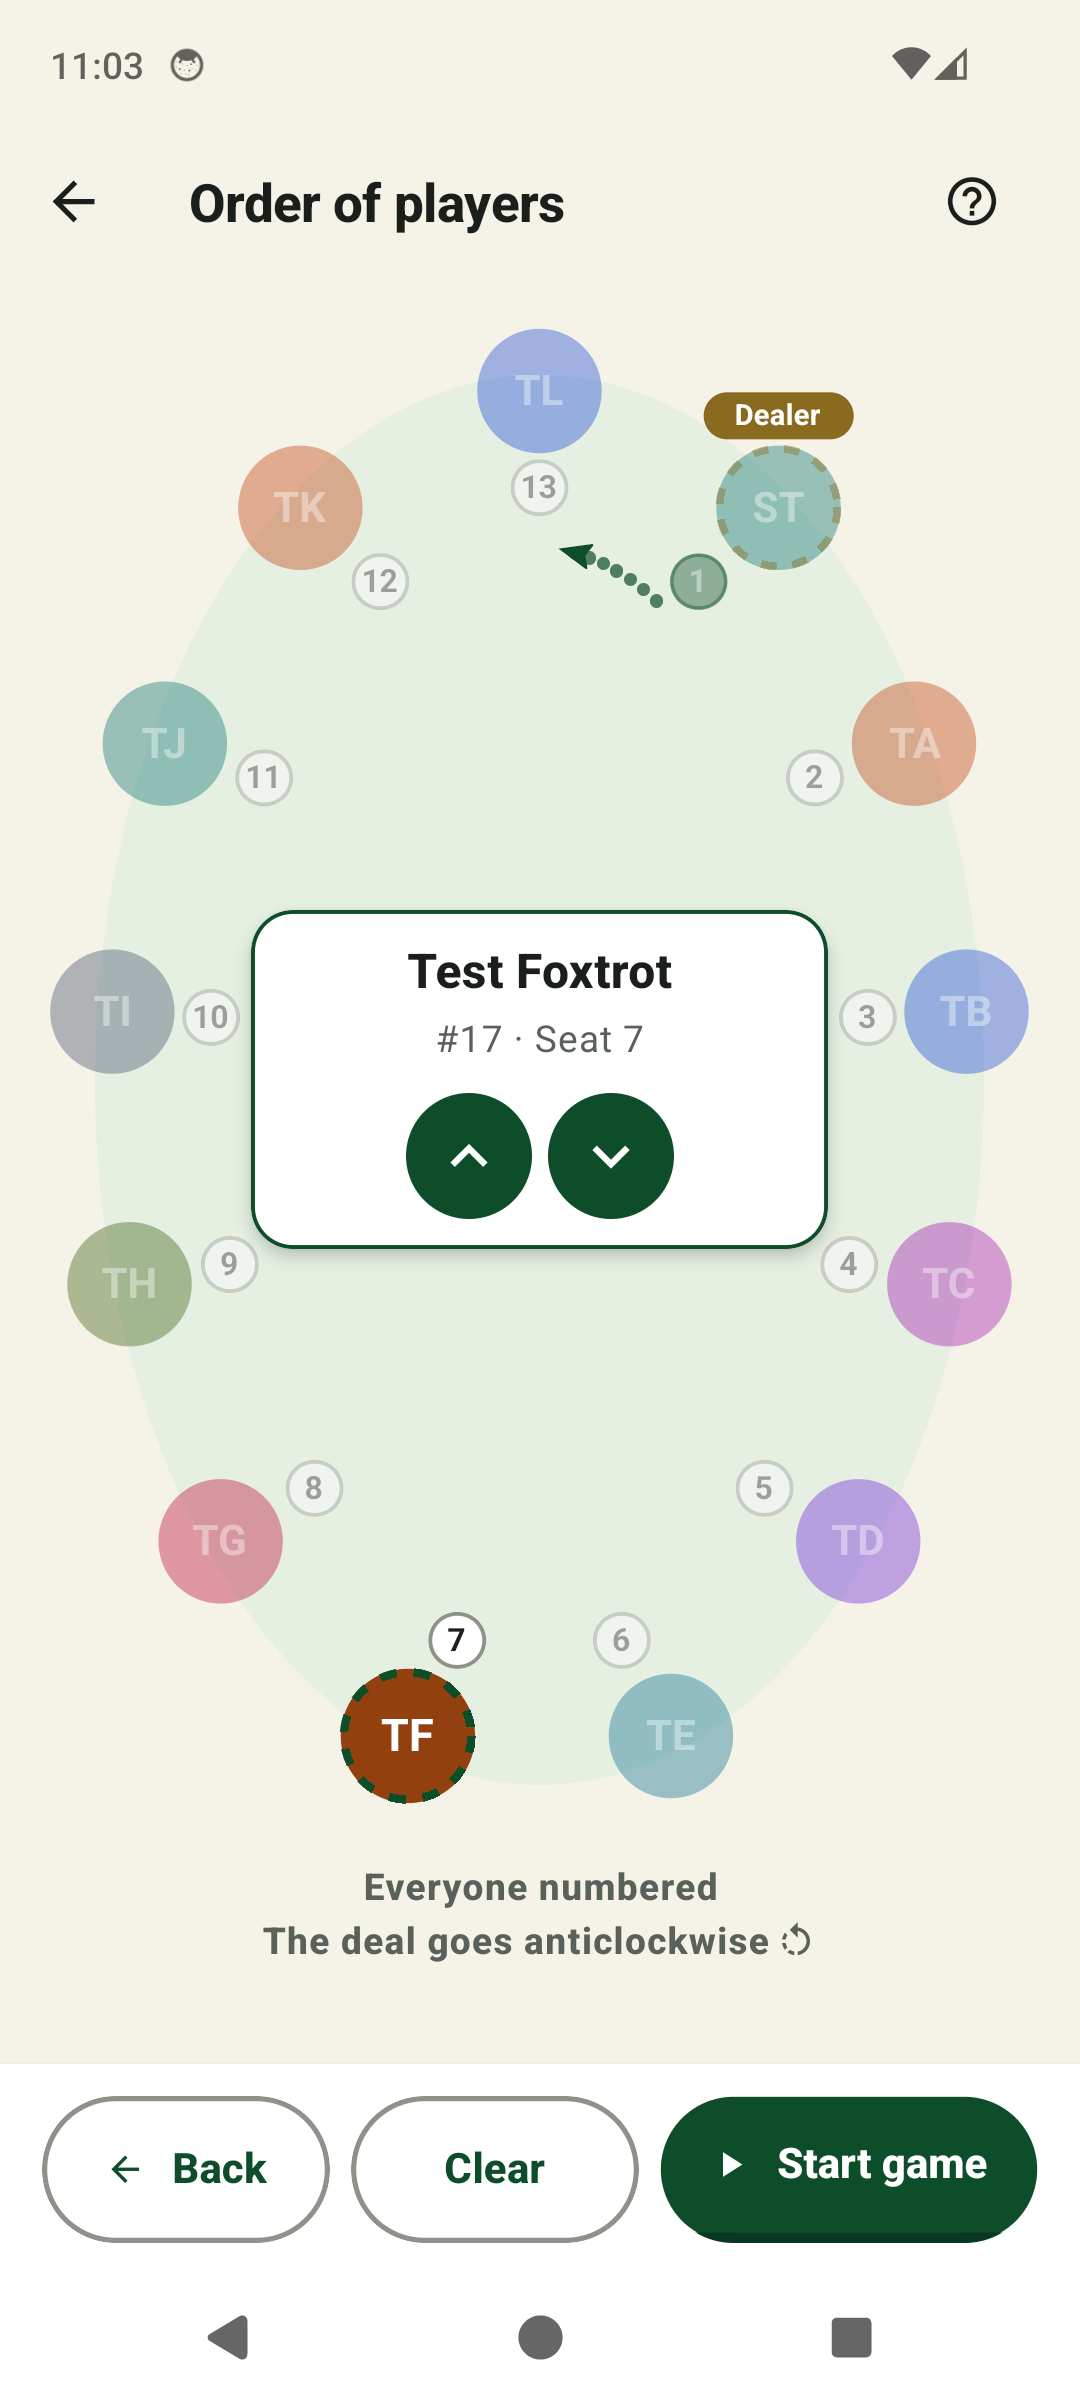 11:03
Order of players
TL
Dealer
TK
ST
13
12
1
TJ
TA
11
2
TI
10
Test Foxtrot
#17 · Seat 7
3
TB
TH
9
4
TC
8
5
TG
TD
7
6
TF
TE
Everyone numbered
The deal goes anticlockwise
Back
Clear
Start game